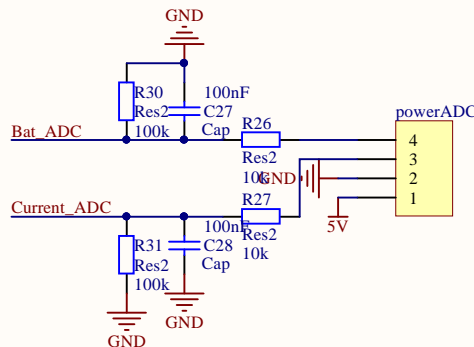 GND
R30
Res2
100k
100nF
C27
Cap
R26
Res2
10k
Bat_ADC
powerADC
4
3
2
1
GND
5V
Current_ADC
R27
Res2
10k
100nF
C28
Cap
R31
Res2
100k
GND
GND